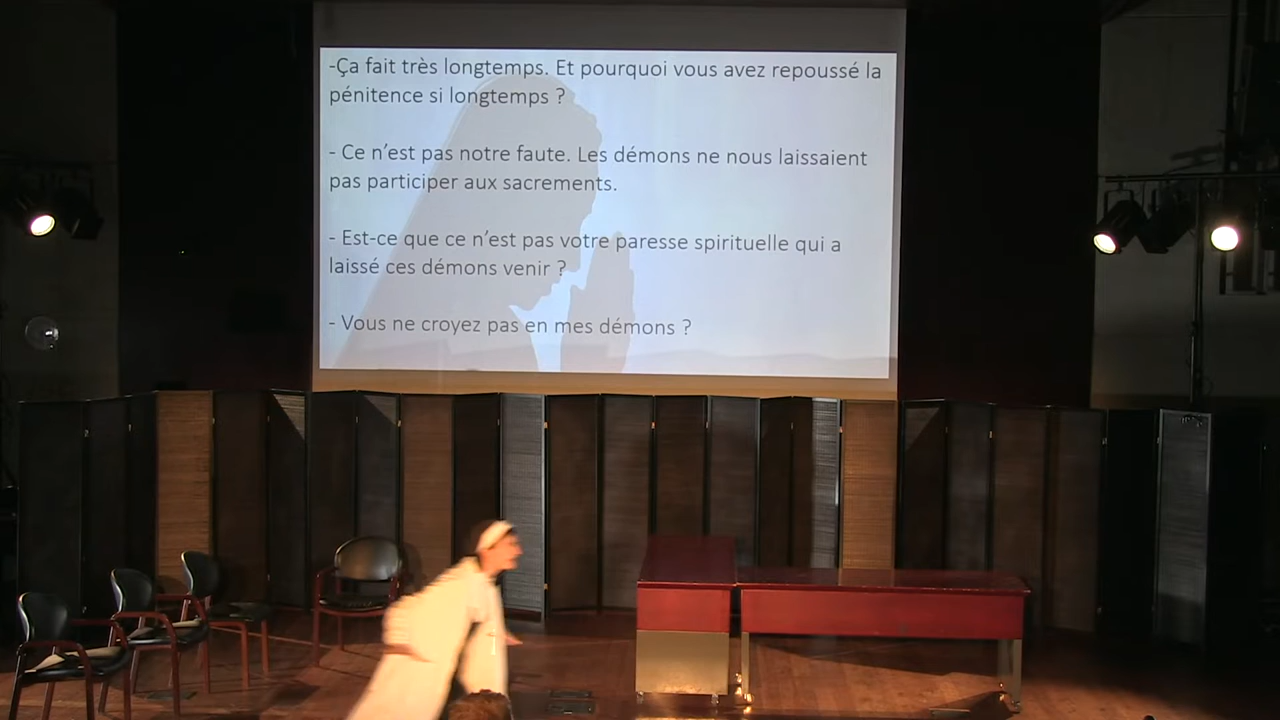 -Ça fait très longtemps. Et pourquoi vous avez repoussé la
pénitence si longtemps ?
- Ce n’est pas notre faute. Les démons ne nous laissaient
pas participer aux sacrements.
- Est-ce que ce n’est pas votre paresse spirituelle qui a
laissé ces démons venir ?
- Vous ne croyez pas en mes démons ?